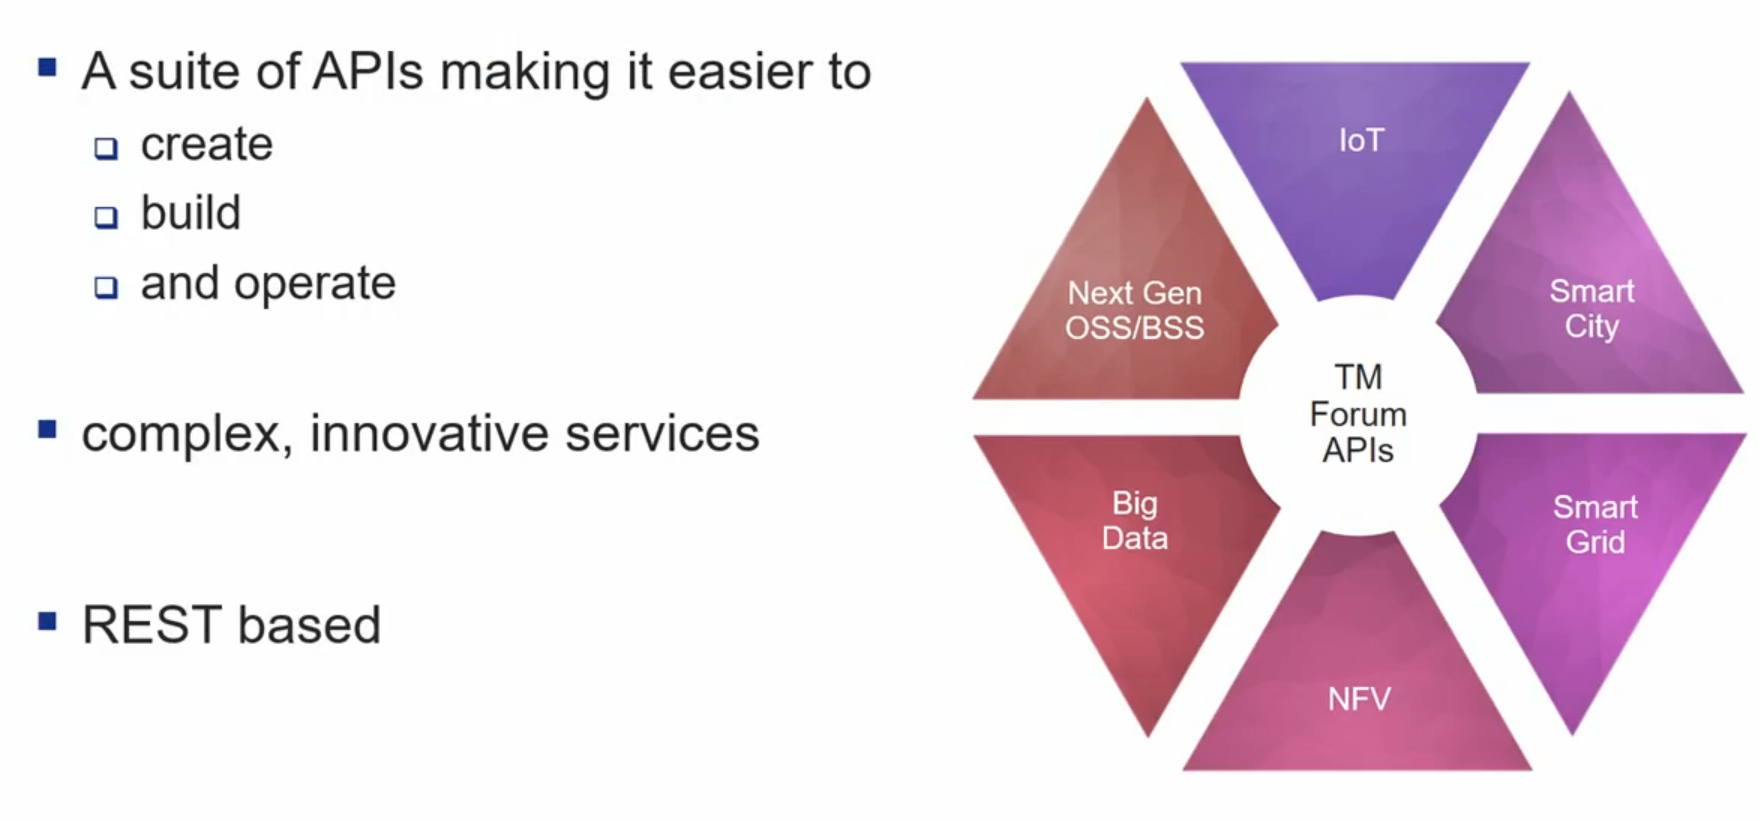 A suite of APIs making it easier to
create
build
and operate
complex, innovative services
REST based
IoT
Smart
City
Smart
Grid
NFV
Big
Data
Next Gen
OSS/BSS
TM
Forum
APIs